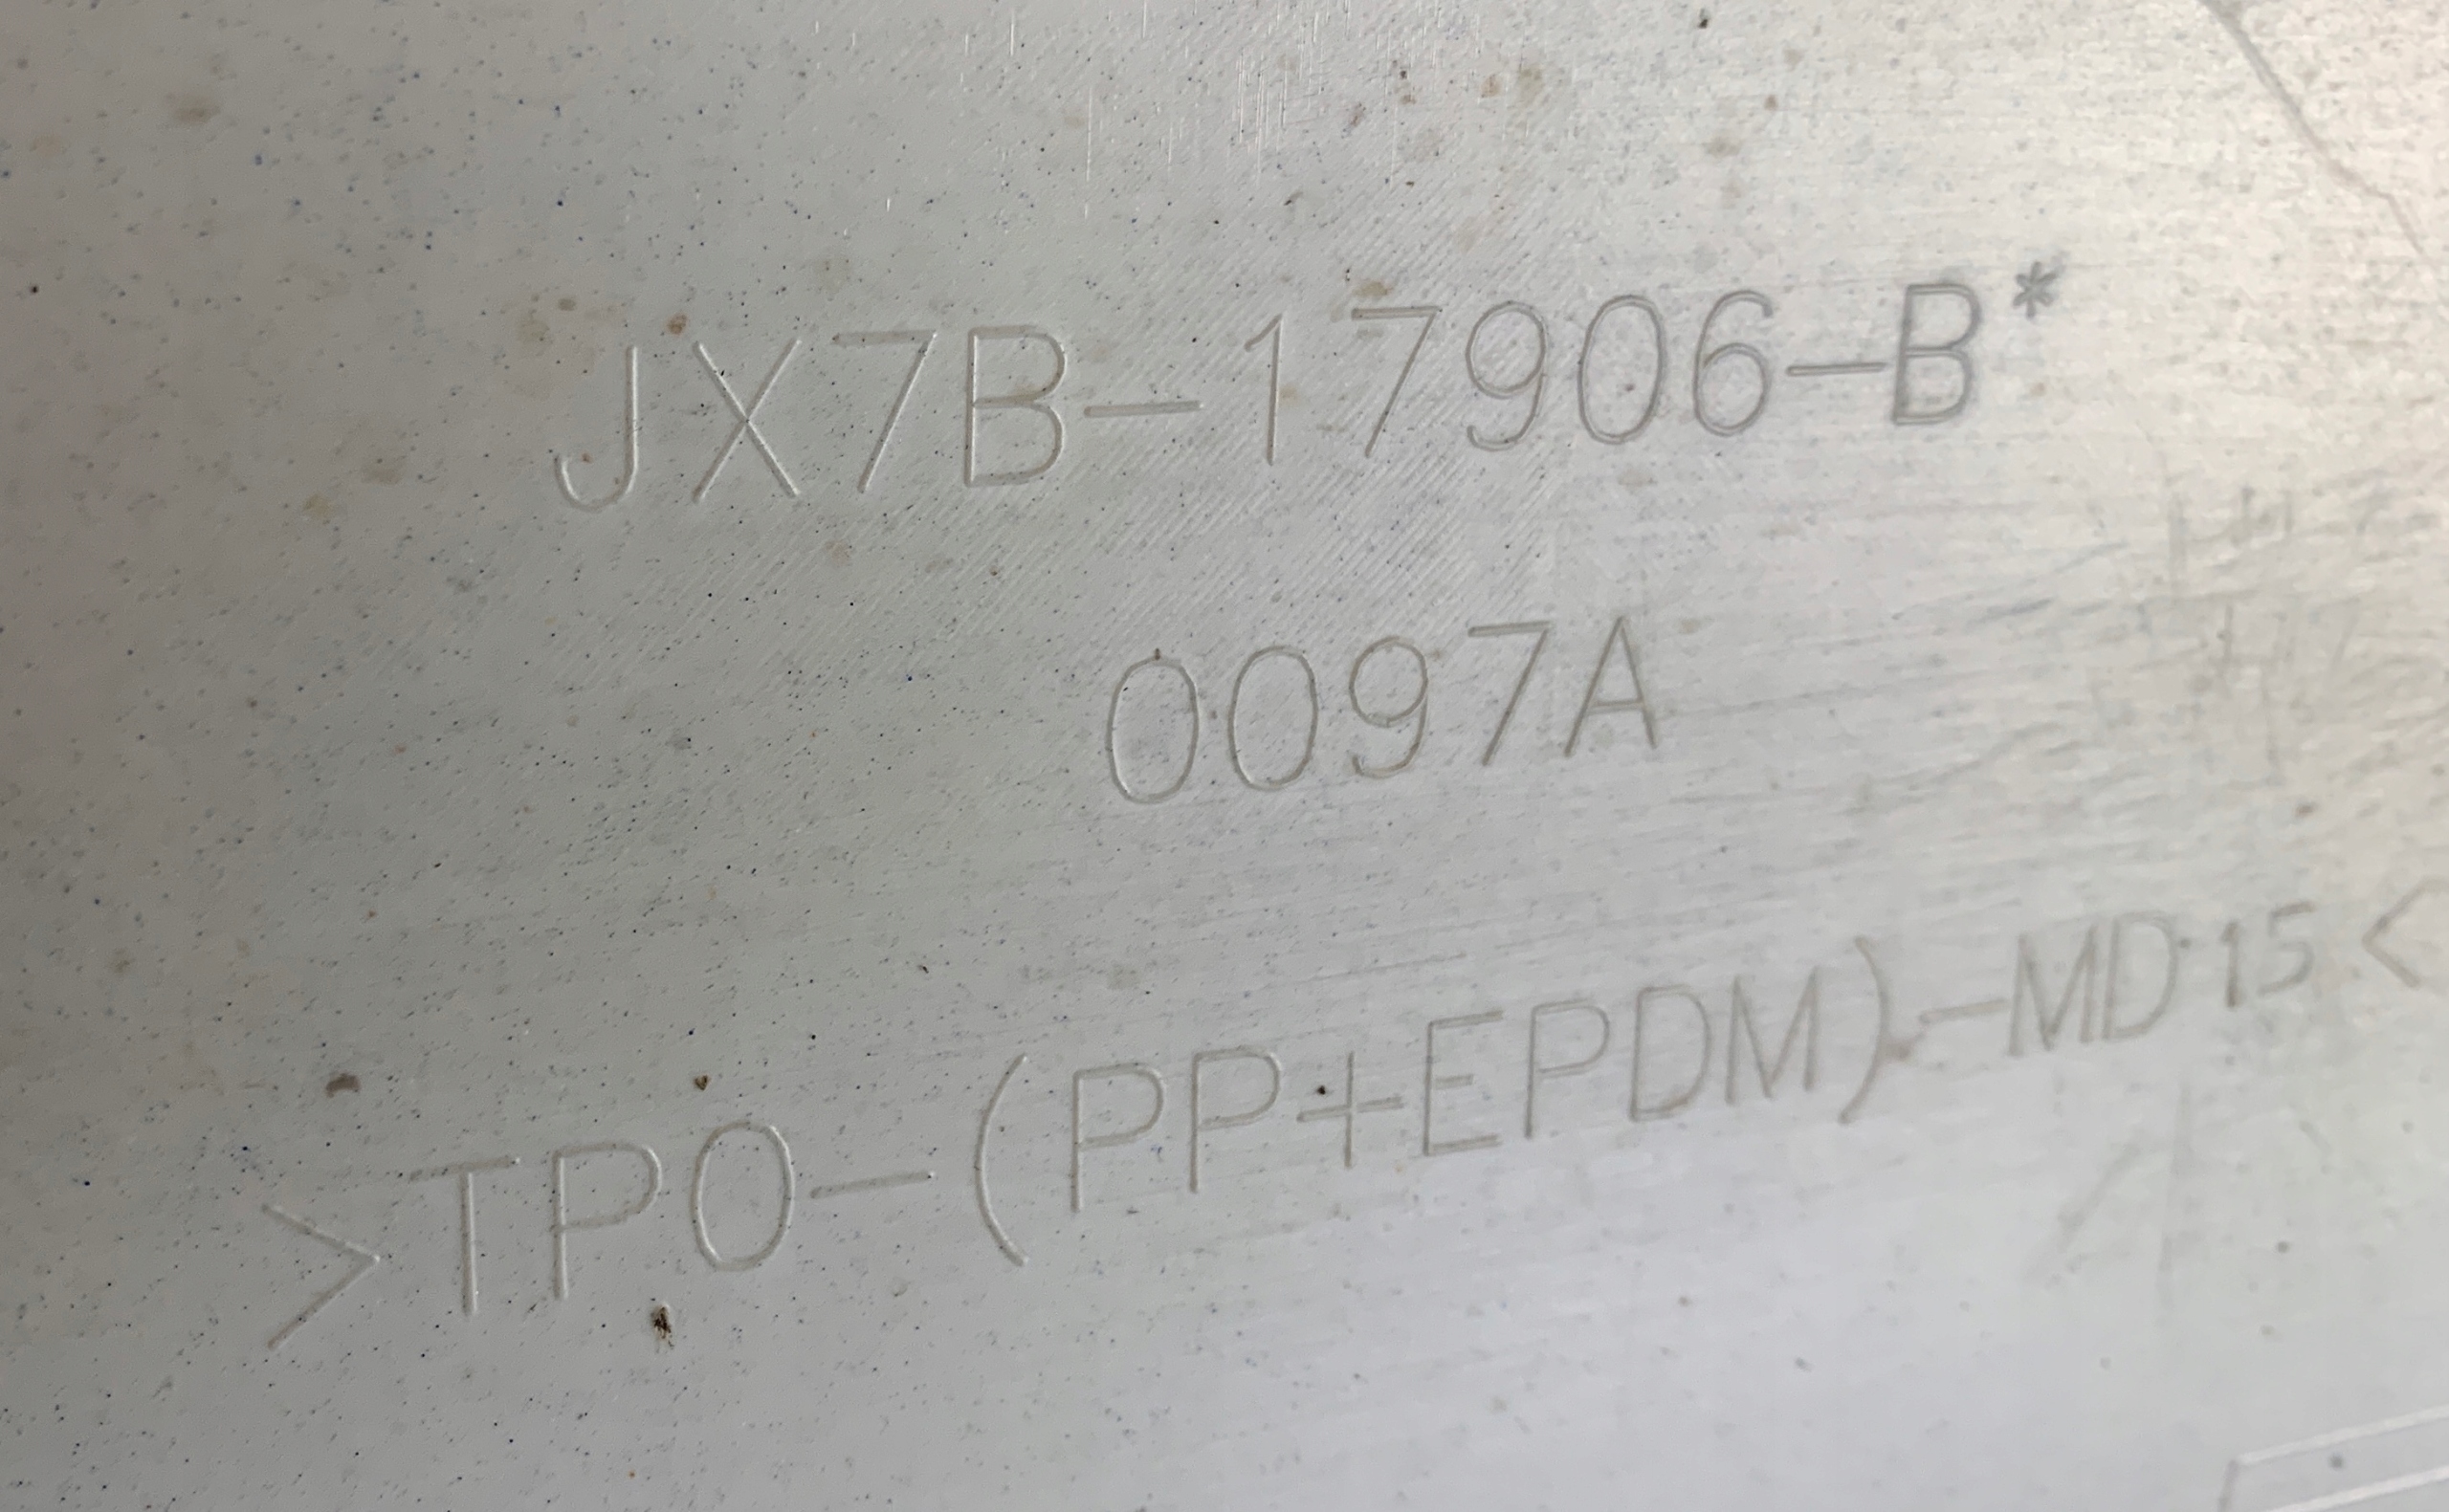 JX7B-17906-B*
0097A
>TPO-(PP+EPDM)-MD15<